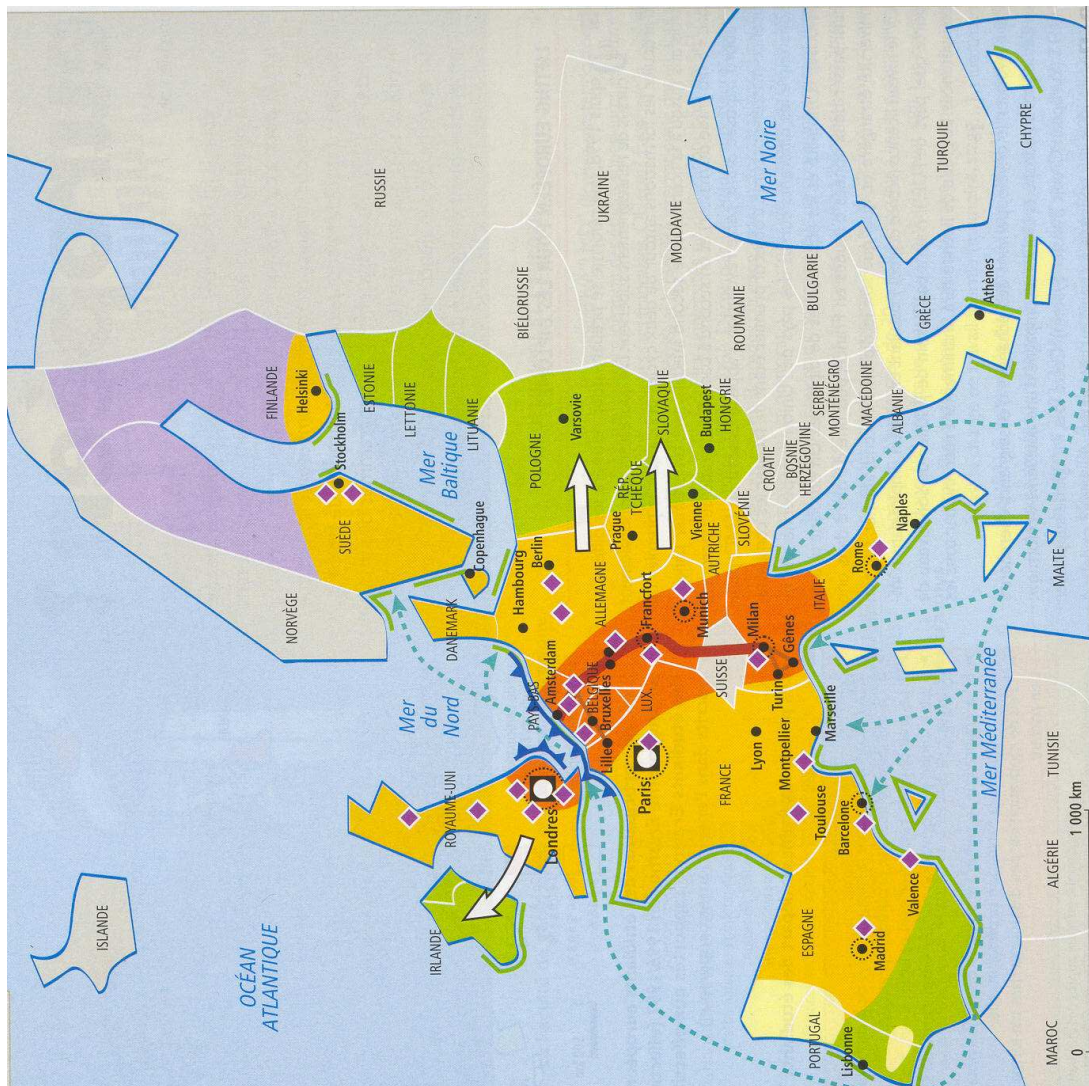 ISLANDE
OCÉAN
ATLANTIQUE
NORVÈGE
SUÈDE
FINLANDE
Helsinki
Stockholm
RUSSIE
ESTONIE
LETTONIE
LITUANIE
Mer
Baltique
Copenhague
DANEMARK
Mer
du
Nord
IRLANDE
ROYAUME-UNI
Londres
PAYS-BAS
Amsterdam
BELGIQUE
Bruxelles
Lille
LUX.
Hambourg
Berlin
ALLEMAGNE
Francfort
Munich
POLOGNE
Varsovie
BIÉLORUSSIE
UKRAINE
MOLDAVIE
Prague
RÉP.
TCHÈQUE
SLOVAQUIE
Vienne
AUTRICHE
Budapest
HONGRIE
ROUMANIE
Paris
FRANCE
Lyon
Montpellier
Marseille
Toulouse
SUISSE
Milan
Turin
Gênes
ITALIE
Rome
Naples
SLOVÉNIE
CROATIE
BOSNIE
HERZÉGOVINE
SERBIE
MONTÉNÉGRO
MACÉDOINE
ALBANIE
BULGARIE
GRÈCE
Athènes
Mer Noire
TURQUIE
CHYPRE
MALTE
PORTUGAL
Lisbonne
ESPAGNE
Madrid
Barcelone
Valence
Mer Méditerranée
MAROC
ALGÉRIE
TUNISIE
0
1 000 km